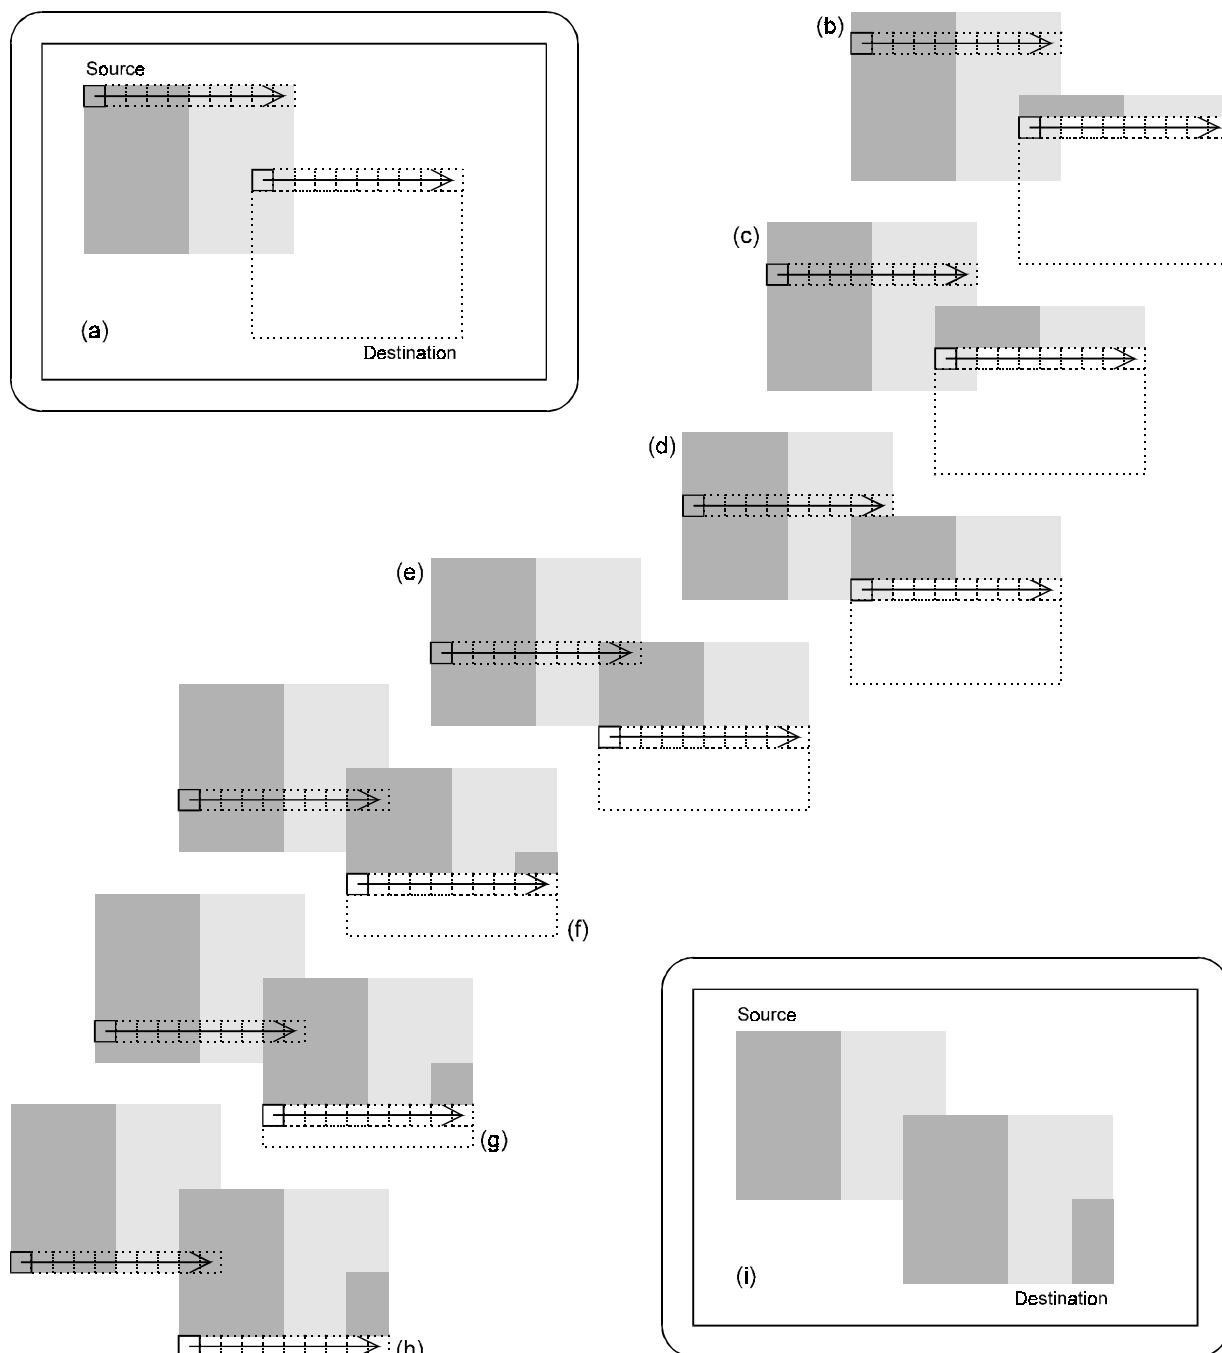 Source
(a)
Destination
(b)
(c)
(d)
(e)
(f)
(g)
(h)
Source
(i)
Destination